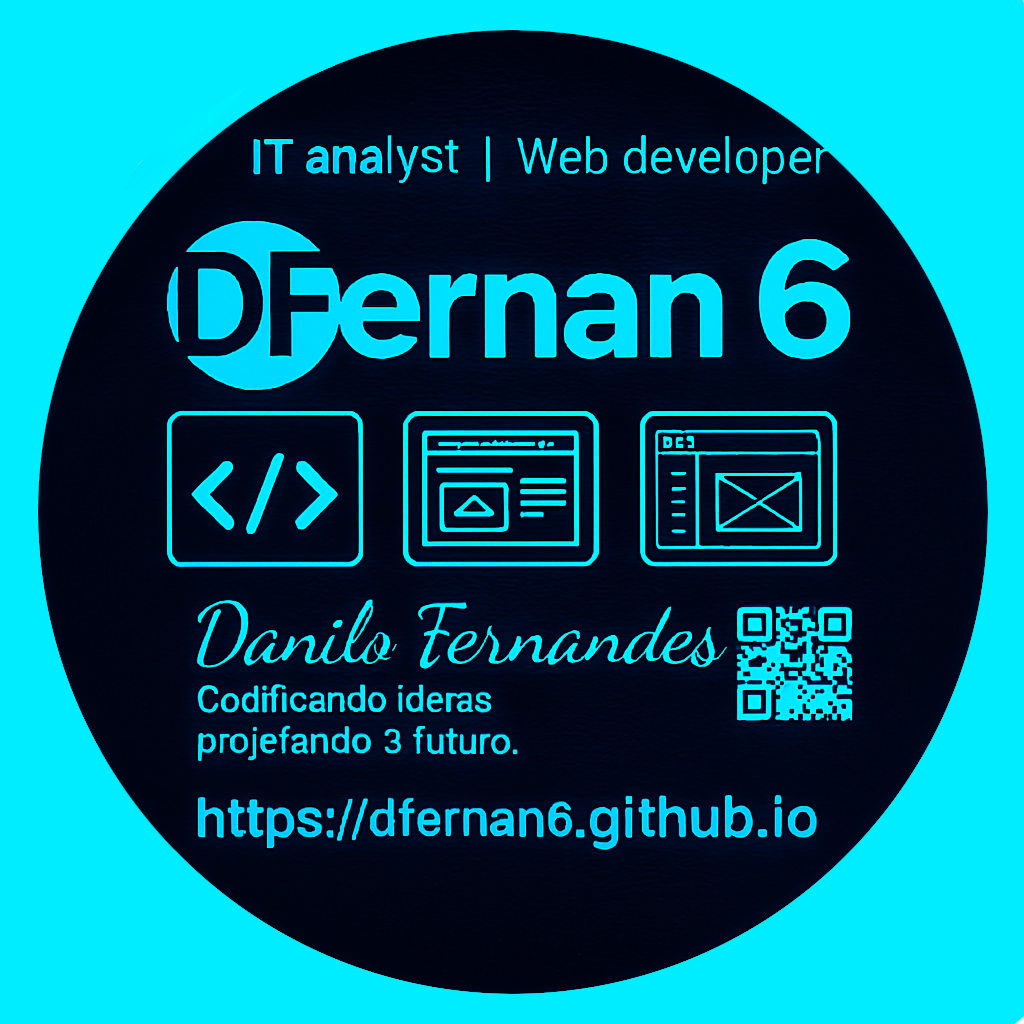 IT analyst | Web developer
DFernan 6
</>
Danilo Fernandes
Codificando ideras
projefando 3 futuro.
https://dfernan6.github.io